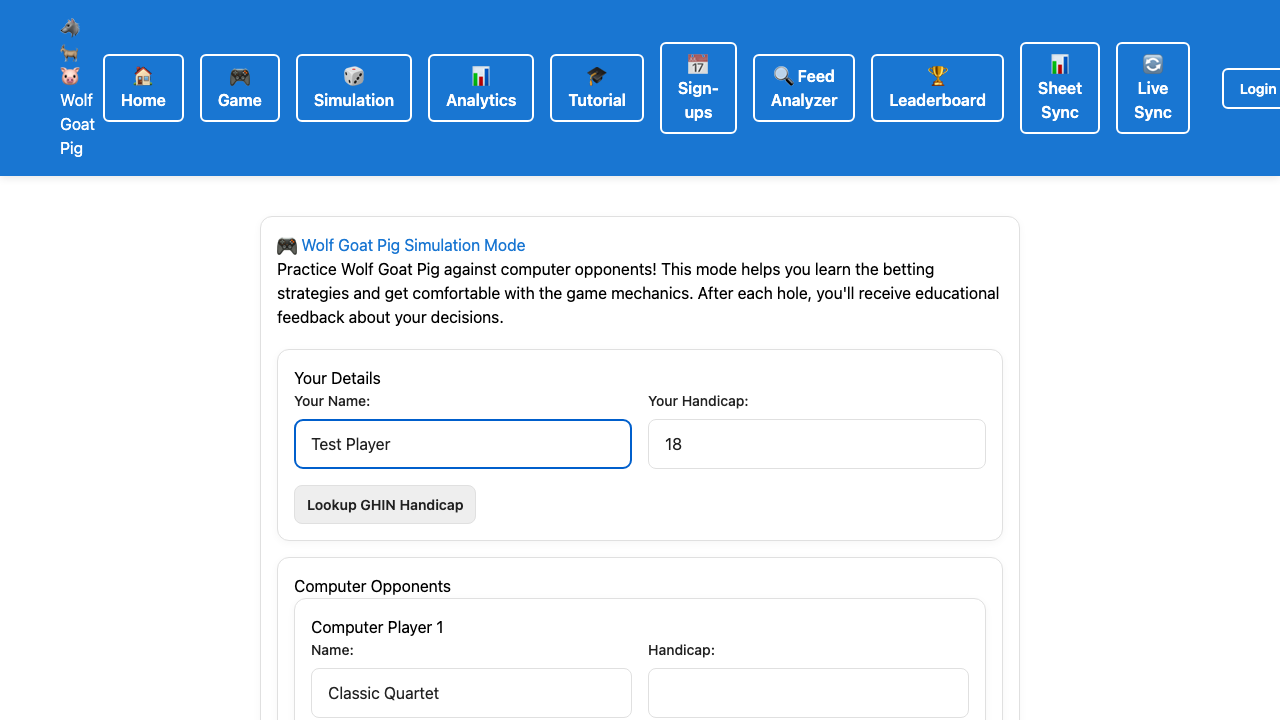 Wolf
Goat
Pig
Home
Game
Simulation
Analytics
Tutorial
Sign-
ups
Feed
Analyzer
Leaderboard
Sheet
Sync
Live
Sync
Login
Wolf Goat Pig Simulation Mode
Practice Wolf Goat Pig against computer opponents! This mode helps you learn the betting
strategies and get comfortable with the game mechanics. After each hole, you'll receive educational
feedback about your decisions.
Your Details
Your Name:
Your Handicap:
Test Player
18
Lookup GHIN Handicap
Computer Opponents
Computer Player 1
Name:
Handicap:
Classic Quartet